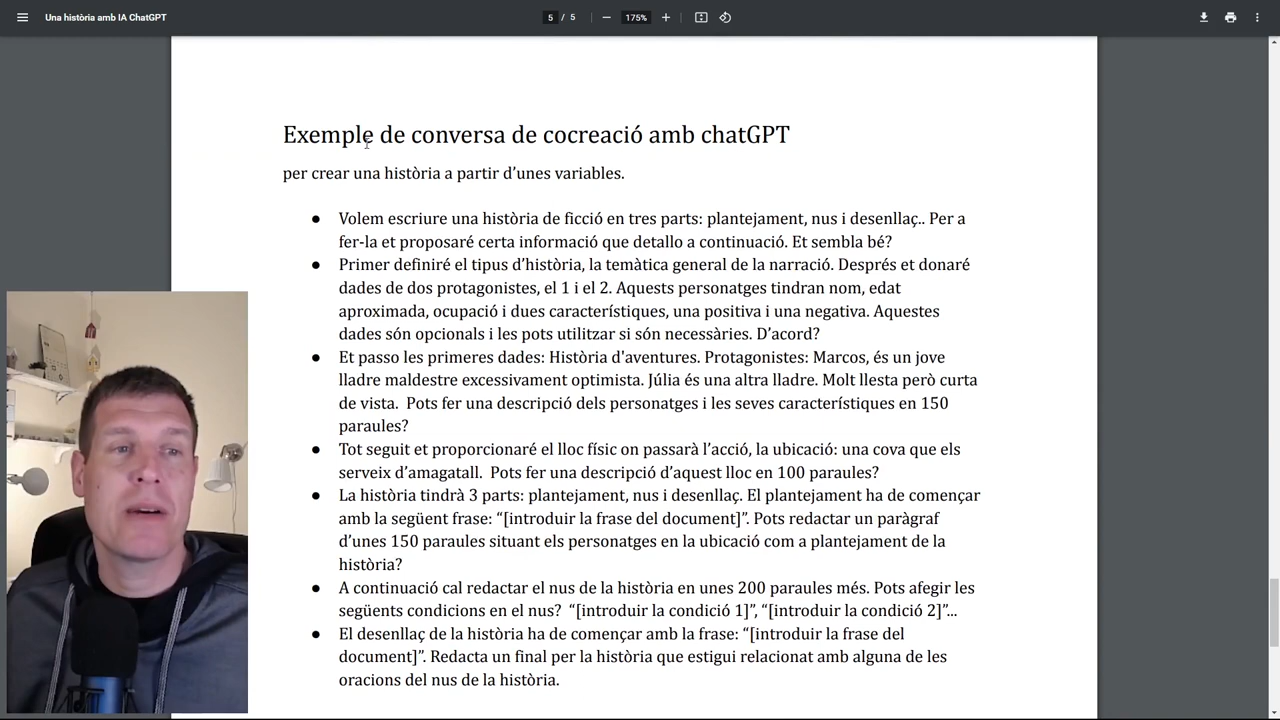 Una història amb IA ChatGPT
5 / 5
175%
Exemple de conversa de cocreació amb chatGPT
per crear una història a partir d’unes variables.
● Volem escriure una història de ficció en tres parts: plantejament, nus i desenllaç.. Per a
fer-la et proposaré certa informació que detallo a continuació. Et sembla bé?
● Primer definiré el tipus d’història, la temàtica general de la narració. Després et donaré
dades de dos protagonistes, el 1 i el 2. Aquests personatges tindran nom, edat
aproximada, ocupació i dues característiques, una positiva i una negativa. Aquestes
dades són opcionals i les pots utilitzar si són necessàries. D’acord?
● Et passo les primeres dades: Història d'aventures. Protagonistes: Marcos, és un jove
lladre maldestre excessivament optimista. Júlia és una altra lladre. Molt llesta però curta
de vista. Pots fer una descripció dels personatges i les seves característiques en 150
paraules?
● Tot seguit et proporcionaré el lloc físic on passarà l’acció, la ubicació: una cova que els
serveix d’amagatall. Pots fer una descripció d’aquest lloc en 100 paraules?
● La història tindrà 3 parts: plantejament, nus i desenllaç. El plantejament ha de començar
amb la següent frase: “[introduir la frase del document]”. Pots redactar un paràgraf
d’unes 150 paraules situant els personatges en la ubicació com a plantejament de la
història?
● A continuació cal redactar el nus de la història en unes 200 paraules més. Pots afegir les
següents condicions en el nus? “[introduir la condició 1]”, “[introduir la condició 2]”...
● El desenllaç de la història ha de començar amb la frase: “[introduir la frase del
document]”. Redacta un final per la història que estigui relacionat amb alguna de les
oracions del nus de la història.